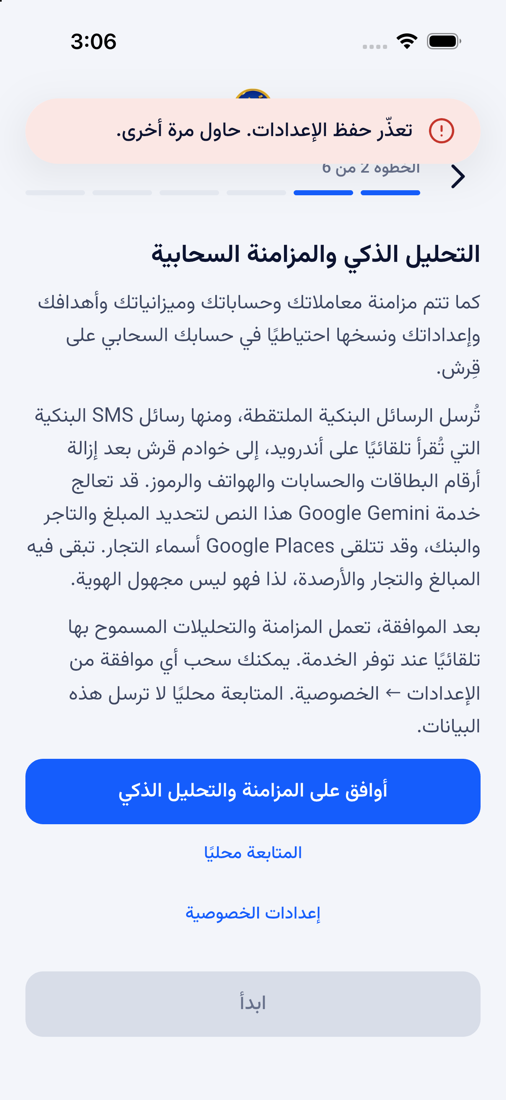 3:06
تعذّر حفظ الإعدادات. حاول مرة أخرى.
الخطوة 2 من 6
التحليل الذكي والمزامنة السحابية
كما تتم مزامنة معاملاتك وحساباتك وميزانياتك وأهدافك
وإعداداتك ونسخها احتياطيًا في حسابك السحابي على
قِرش.
تُرسل الرسائل البنكية الملتقطة، ومنها رسائل SMS البنكية
التي تُقرأ تلقائيًا على أندرويد، إلى خوادم قرش بعد إزالة
أرقام البطاقات والحسابات والهواتف والرموز. قد تعالج
خدمة Google Gemini هذا النص لتحديد المبلغ والتاجر
والبنك، وقد تتلقى Google Places أسماء التجار. تبقى فيه
المبالغ والتجار والأرصدة، لذا فهو ليس مجهول الهوية.
بعد الموافقة، تعمل المزامنة والتحليلات المسموح بها
تلقائيًا عند توفر الخدمة. يمكنك سحب أي موافقة من
الإعدادات ← الخصوصية. المتابعة محليًا لا ترسل هذه
البيانات.
أوافق على المزامنة والتحليل الذكي
المتابعة محليًا
إعدادات الخصوصية
ابدأ